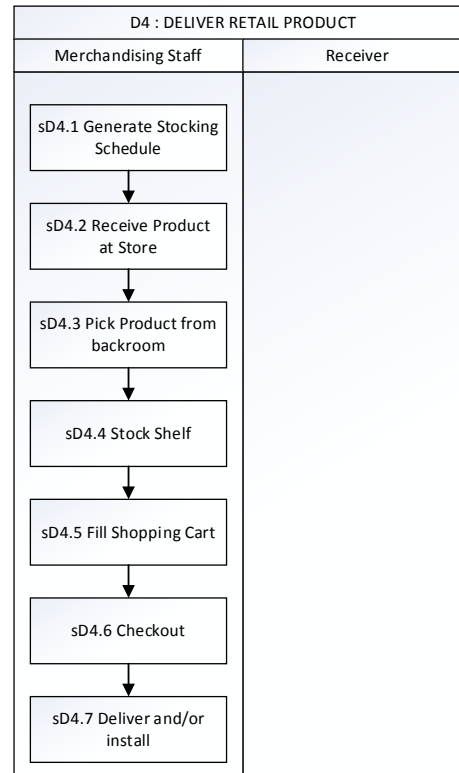 D4 : DELIVER RETAIL PRODUCT
Merchandising Staff
Receiver
sD4.1 Generate Stocking
Schedule
sD4.2 Receive Product
at Store
sD4.3 Pick Product from
backroom
sD4.4 Stock Shelf
sD4.5 Fill Shopping Cart
sD4.6 Checkout
sD4.7 Deliver and/or
install